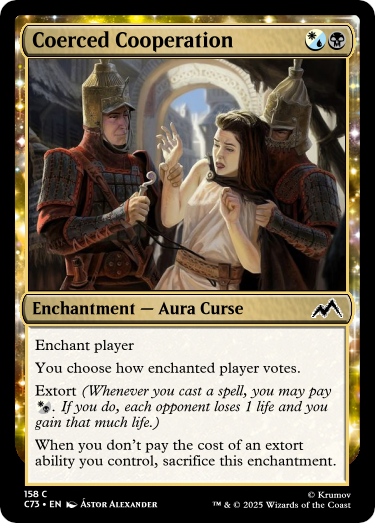 Coerced Cooperation
Enchantment — Aura Curse
Enchant player
You choose how enchanted player votes.
Extort (Whenever you cast a spell, you may pay
. If you do, each opponent loses 1 life and you
gain that much life.)
When you don't pay the cost of an extort
ability you control, sacrifice this enchantment.
158 C
© Krumov
C73 • EN Ástor Alexander
™ & © 2025 Wizards of the Coast